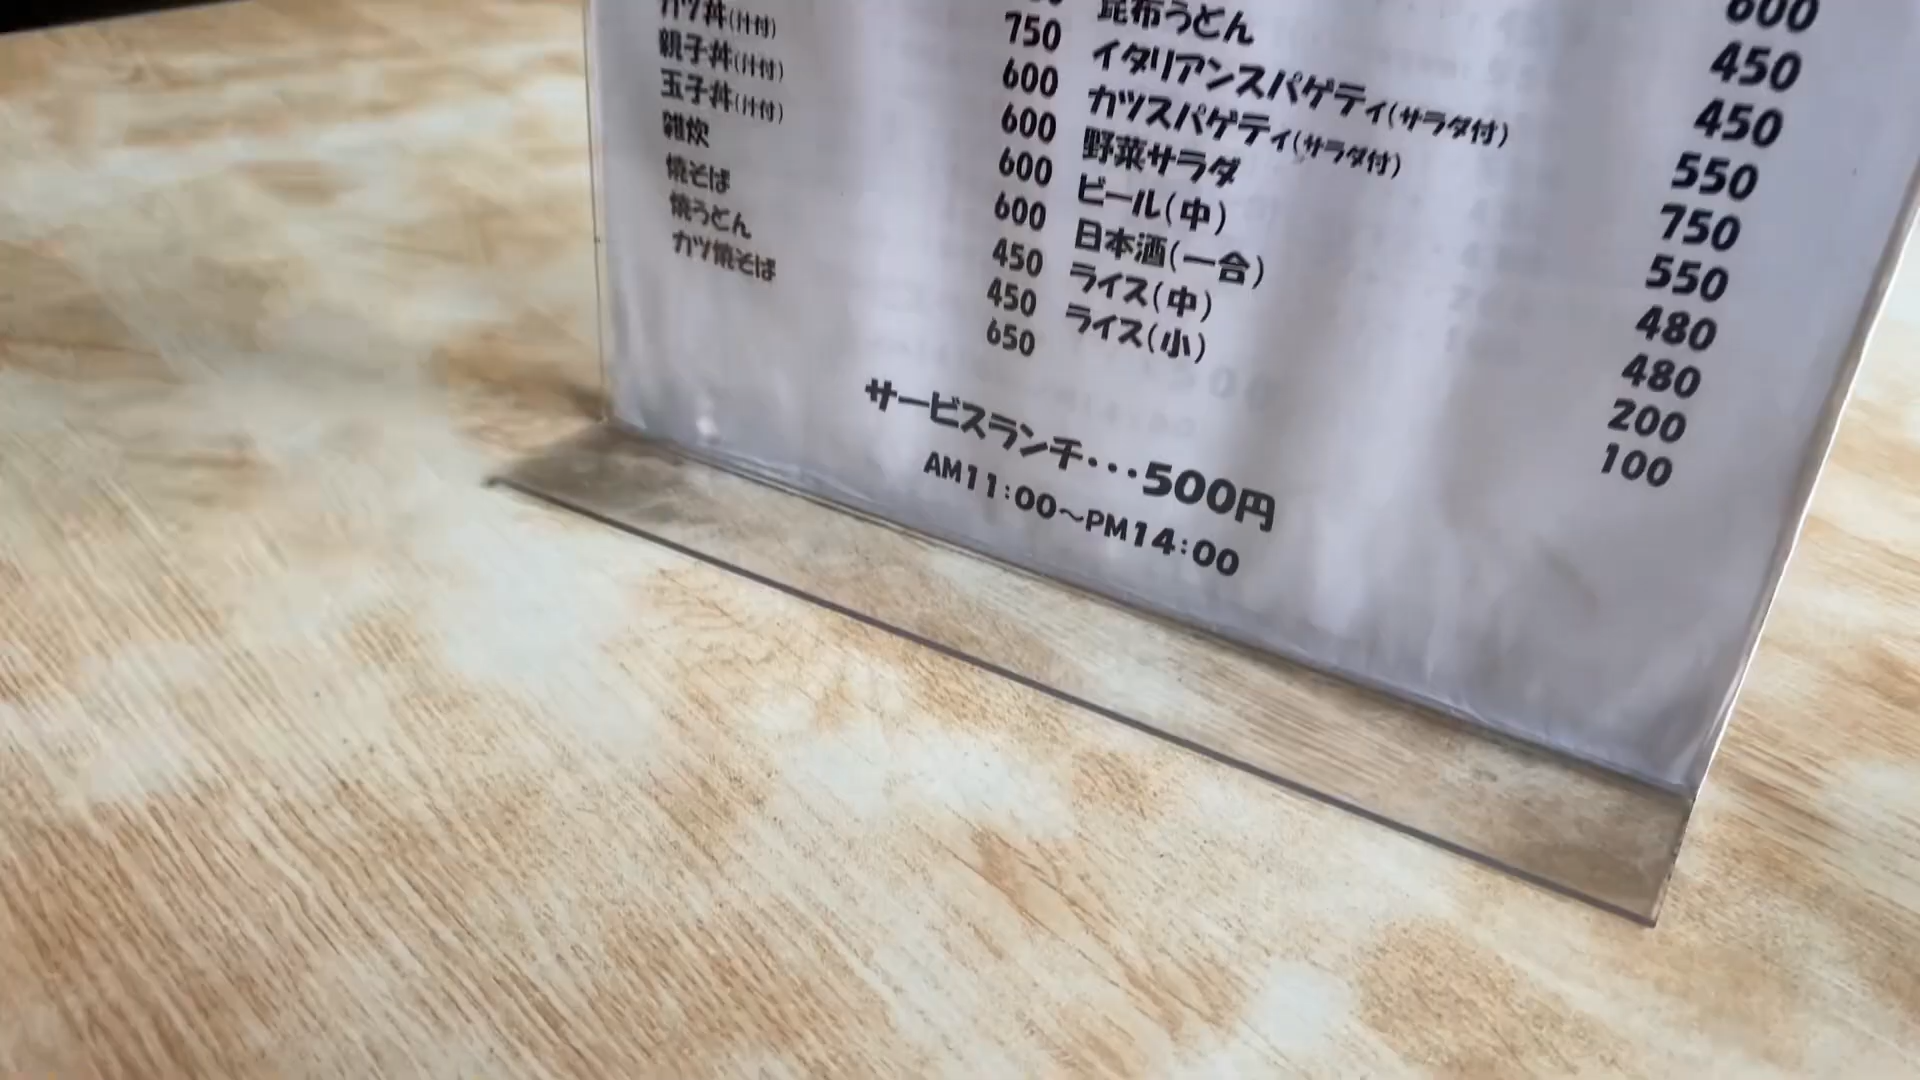 750
カツ丼(汁付) 600
親子丼(汁付) 600
玉子丼(汁付) 600
雑炊 600
焼そば 450
焼うどん 450
カツ焼そば 650
600
450
昆布うどん 450
イタリアンスパゲティ(サラダ付) 550
カツスパゲティ(サラダ付) 750
野菜サラダ 550
ビール(中) 480
日本酒(一合) 480
ライス(中) 200
ライス(小) 100
サービスランチ・・・500円
AM11:00～PM14:00